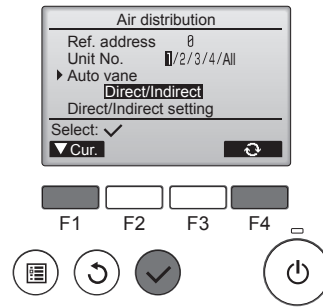 Air distribution
Ref. address 0
Unit No. 1/2/3/4/All
Auto vane
Direct/Indirect
Direct/Indirect setting
Select:
Cur.
F1 F2 F3 F4